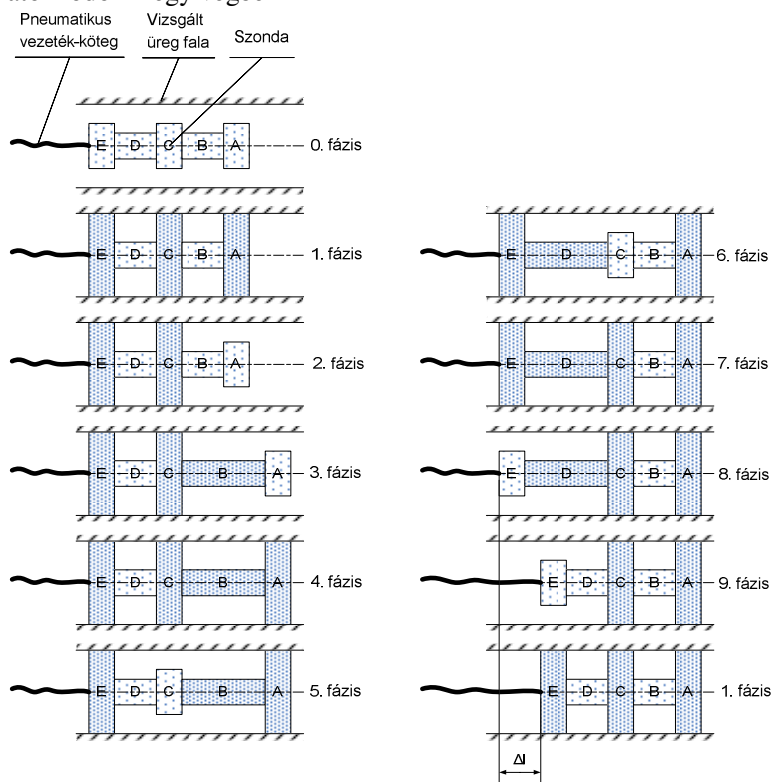 Pneumatikus
vezeték-köteg
Vizsgált
üreg fala
Szonda
E D C B A 0. fázis
E D C B A 1. fázis
E D C B A 2. fázis
E D C B A 3. fázis
E D C B A 4. fázis
E D C B A 5. fázis
E D C B A 6. fázis
E D C B A 7. fázis
E D C B A 8. fázis
E D C B A 9. fázis
E D C B A 1. fázis
Δl